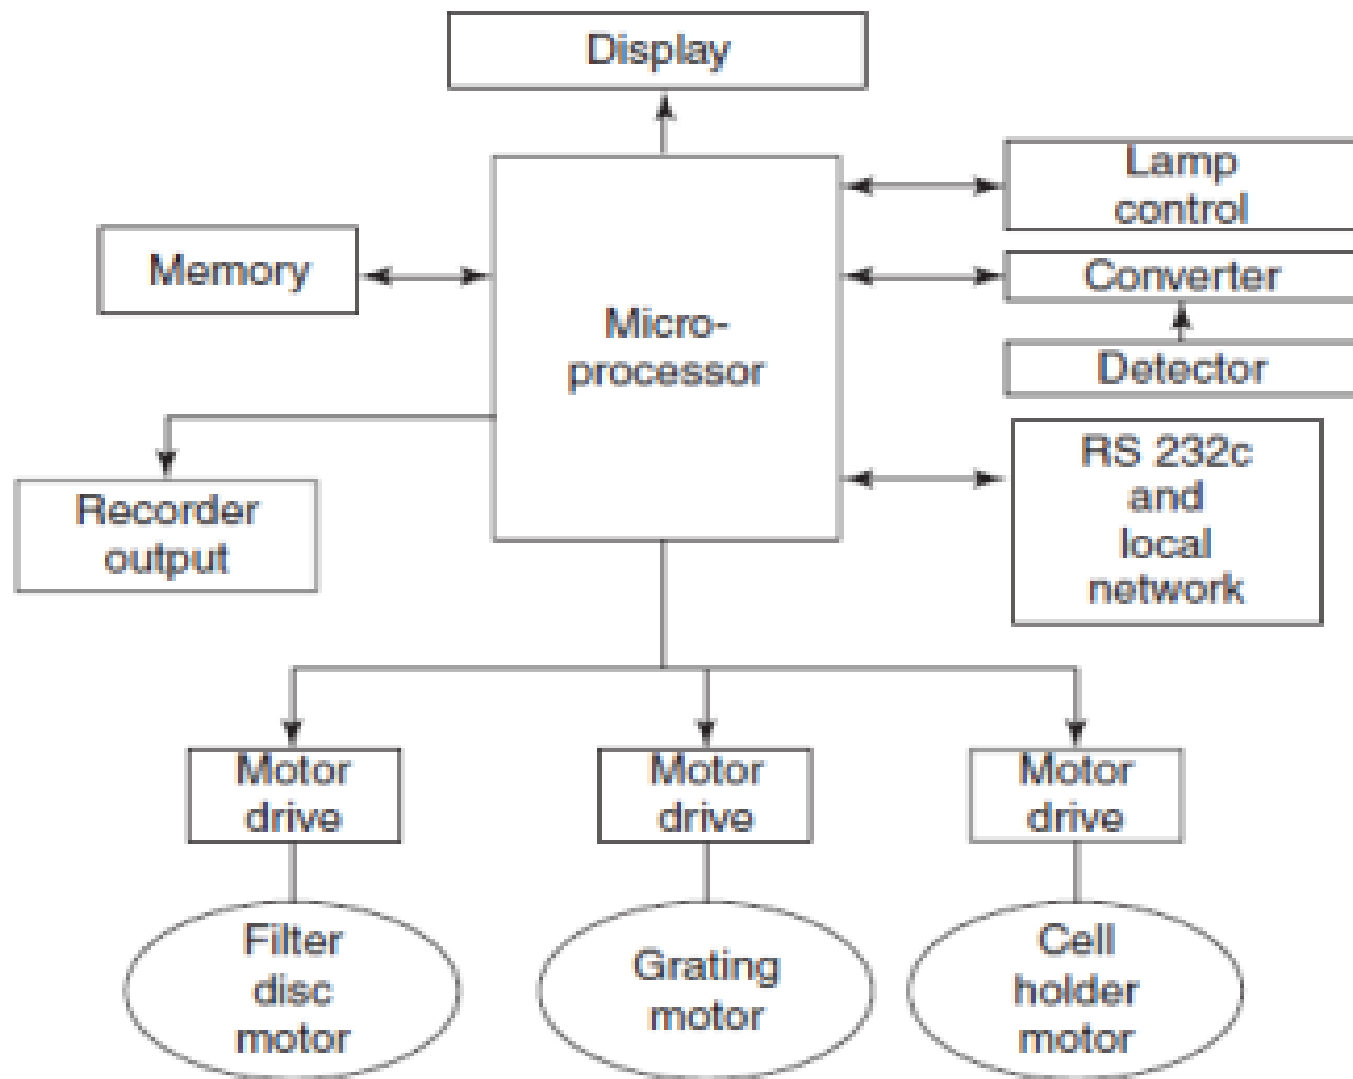 Display
Lamp
control
Memory
Converter
Micro-
processor
Detector
RS 232c
and
local
network
Recorder
output
Motor
drive
Motor
drive
Motor
drive
Filter
disc
motor
Grating
motor
Cell
holder
motor